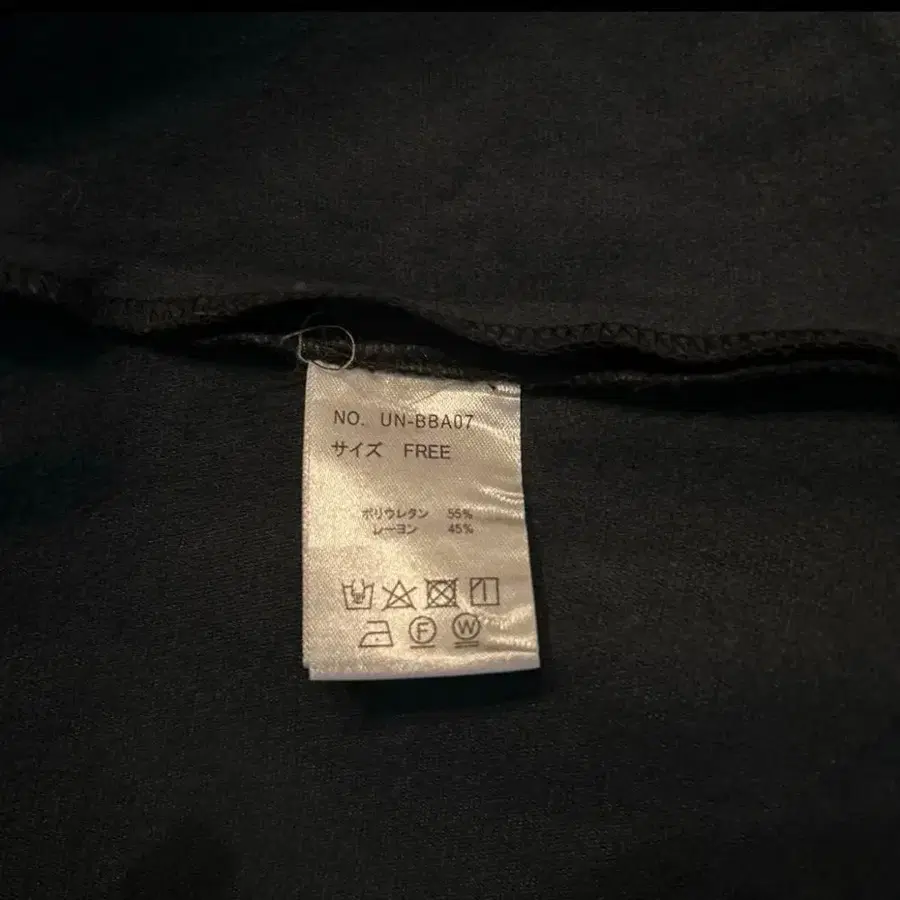 NO. UN-BBA07
サイズ FREE
ポリウレタン 55%
レーヨン 45%
F W